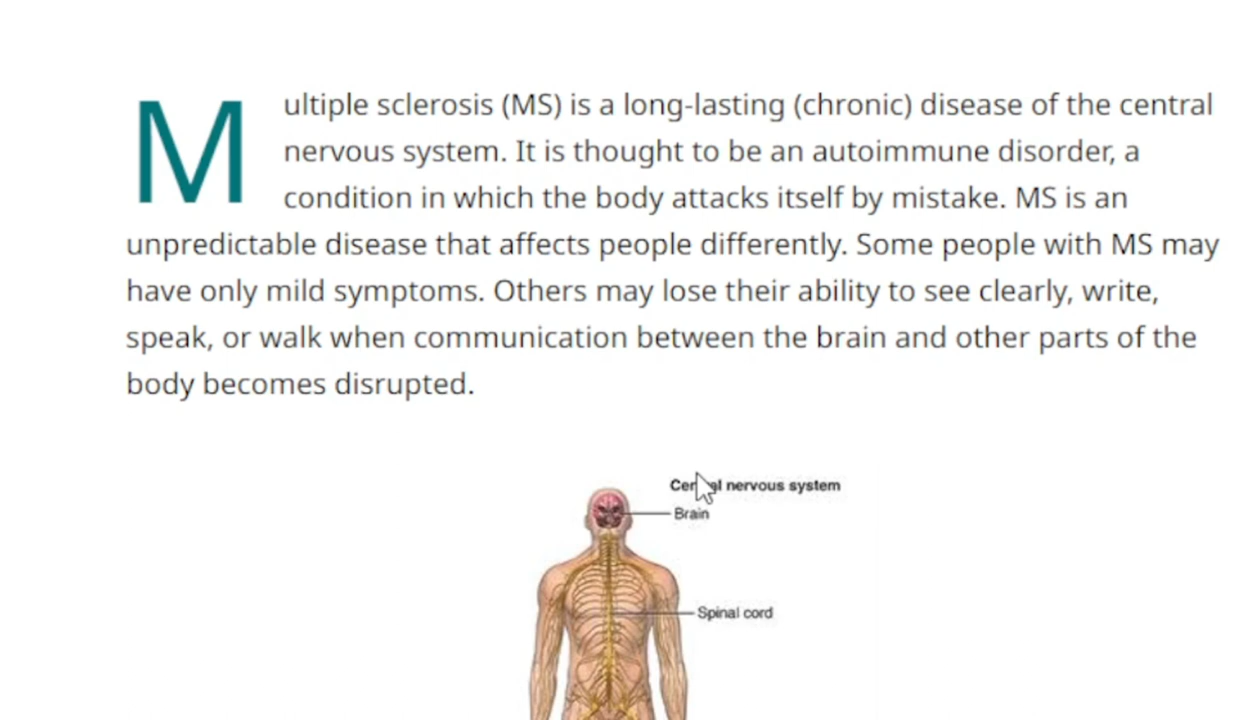 Multiple sclerosis (MS) is a long-lasting (chronic) disease of the central
nervous system. It is thought to be an autoimmune disorder, a
condition in which the body attacks itself by mistake. MS is an
unpredictable disease that affects people differently. Some people with MS may
have only mild symptoms. Others may lose their ability to see clearly, write,
speak, or walk when communication between the brain and other parts of the
body becomes disrupted.
Central nervous system
Brain
Spinal cord